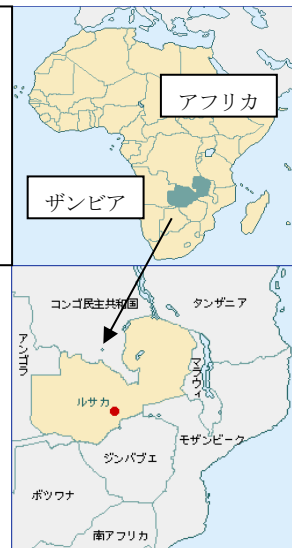 アフリカ
ザンビア
コンゴ民主共和国
タンザニア
アンゴラ
マラウィ
ルサカ
モザンビーク
ジンバブエ
ボツワナ
南アフリカ